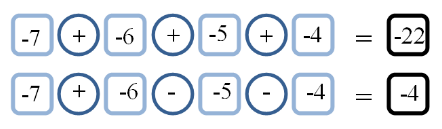 -7 + -6 + -5 + -4 = -22
-7 + -6 - -5 - -4 = -4